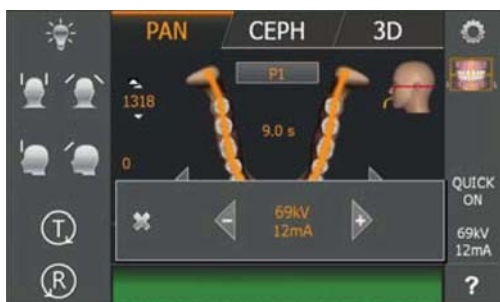 PAN
CEPH
3D
P1
1318
9.0 s
0
QUICK
ON
69kV
12mA
69kV
12mA
T
R
?